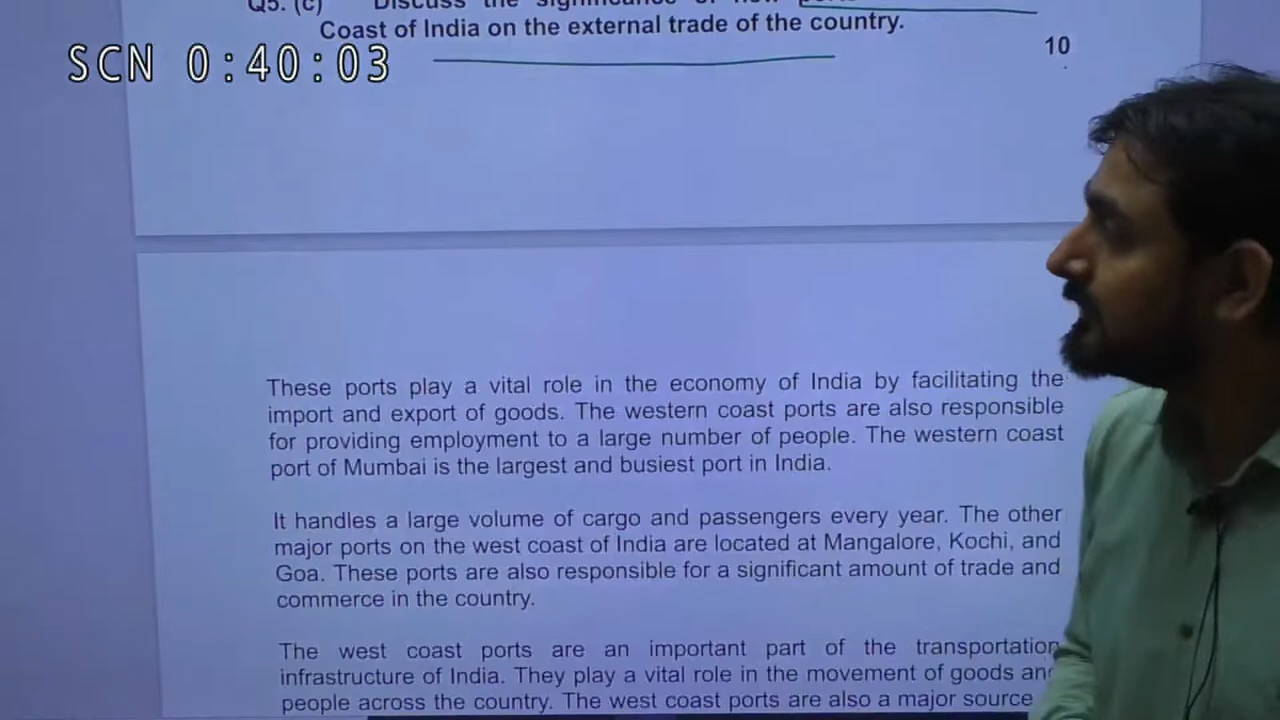 Q5. (c) Discuss the significance of new ports
Coast of India on the external trade of the country.
10
SCN 0:40:03
These ports play a vital role in the economy of India by facilitating the
import and export of goods. The western coast ports are also responsible
for providing employment to a large number of people. The western coast
port of Mumbai is the largest and busiest port in India.
It handles a large volume of cargo and passengers every year. The other
major ports on the west coast of India are located at Mangalore, Kochi, and
Goa. These ports are also responsible for a significant amount of trade and
commerce in the country.
The west coast ports are an important part of the transportation
infrastructure of India. They play a vital role in the movement of goods and
people across the country. The west coast ports are also a major source